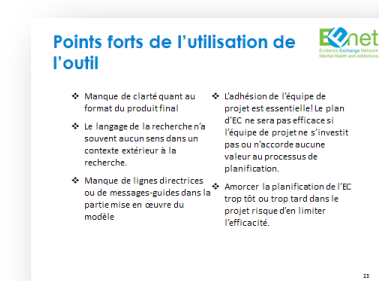 Points forts de l'utilisation de
l'outil
EEnet
Evidence Exchange Network
Mental Health and Addictions
❖ Manque de clarté quant au
format du produit final
❖ Le langage de la recherche n'a
souvent aucun sens dans un
contexte extérieur à la
recherche.
❖ Manque de lignes directrices
ou de messages-guides dans la
partie mise en œuvre du
modèle
❖ L'adhésion de l'équipe de
projet est essentielle! Le plan
d'EC ne sera pas efficace si
l'équipe de projet ne s'investit
pas ou n'accorde aucune
valeur au processus de
planification.
❖ Amorcer la planification de l'EC
trop tôt ou trop tard dans le
projet risque d'en limiter
l'efficacité.
23